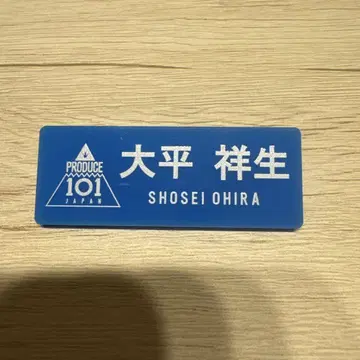 PRODUCE
101
JAPAN
大平 祥生
SHOSEI OHIRA